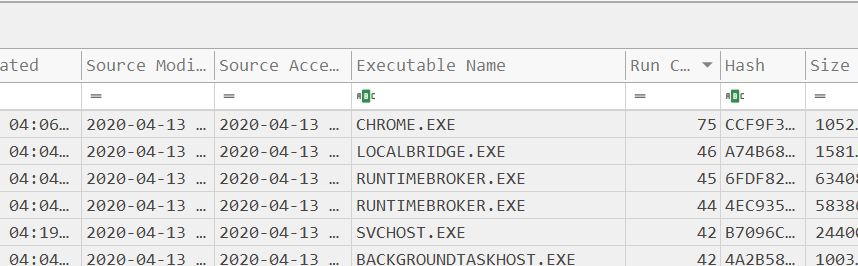 ated Source Modi… Source Acce… Executable Name Run C… Hash Size
= = ABC = ABC =
04:06… 2020-04-13 … 2020-04-13 … CHROME.EXE 75 CCF9F3… 1052…
04:04… 2020-04-13 … 2020-04-13 … LOCALBRIDGE.EXE 46 A74B68… 1581…
04:04… 2020-04-13 … 2020-04-13 … RUNTIMEBROKER.EXE 45 6FDF82… 63408
04:04… 2020-04-13 … 2020-04-13 … RUNTIMEBROKER.EXE 44 4EC935… 58386
04:19… 2020-04-13 … 2020-04-13 … SVCHOST.EXE 42 B7096C… 24400
04:04… 2020-04-13 … 2020-04-13 … BACKGROUNDTASKHOST.EXE 42 4A2B58… 1003…